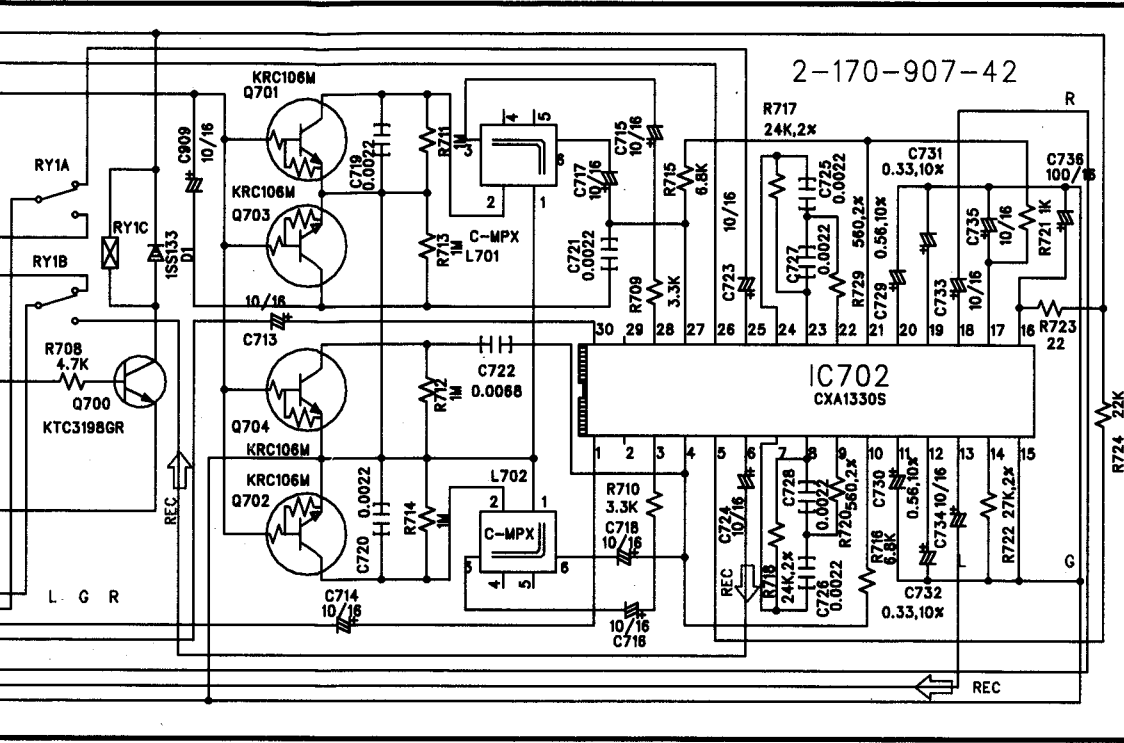 2-170-907-42
KRC106M
Q701
C909
10/16
C719
0.0022
R711
1M
4 5
3
6
2 1
C-MPX
L701
C717
10/16
C715
10/16
R715
6.8K
R717
24K,2%
C725
0.0022
R
C731
0.33,10%
C736
100/16
RY1A
RY1C
RY1B
1SS133
D1
KRC106M
Q703
R713
1M
C721
0.0022
R709
3.3K
10/16
C723
C727
0.0022
560,2%
R729
0.56,10%
C729
C733
10/16
C735
10/16
R721 1K
R723
22
10/16
C713
30 29 28 27 26 25 24 23 22 21 20 19 18 17 16
IC702
CXA1330S
1 2 3 4 5 6 7 8 9 10 11 12 13 14 15
R708
4.7K
Q700
KTC3198GR
Q704
KRC106M
R712
1M
C722
0.0068
R724
22K
REC
KRC106M
Q702
0.0022
C720
R714
1M
L702
2 1
C-MPX
3
6
4 5
R710
3.3K
C718
10/16
C724
10/16
C728
0.0022
560,2%
R720
R716
6.8K
C730
0.56,10%
C734 10/16
R722 27K,2%
L
G
REC
R718
24K,2%
C726
0.0022
C732
0.33,10%
L G R
C714
10/16
10/16
C716
REC